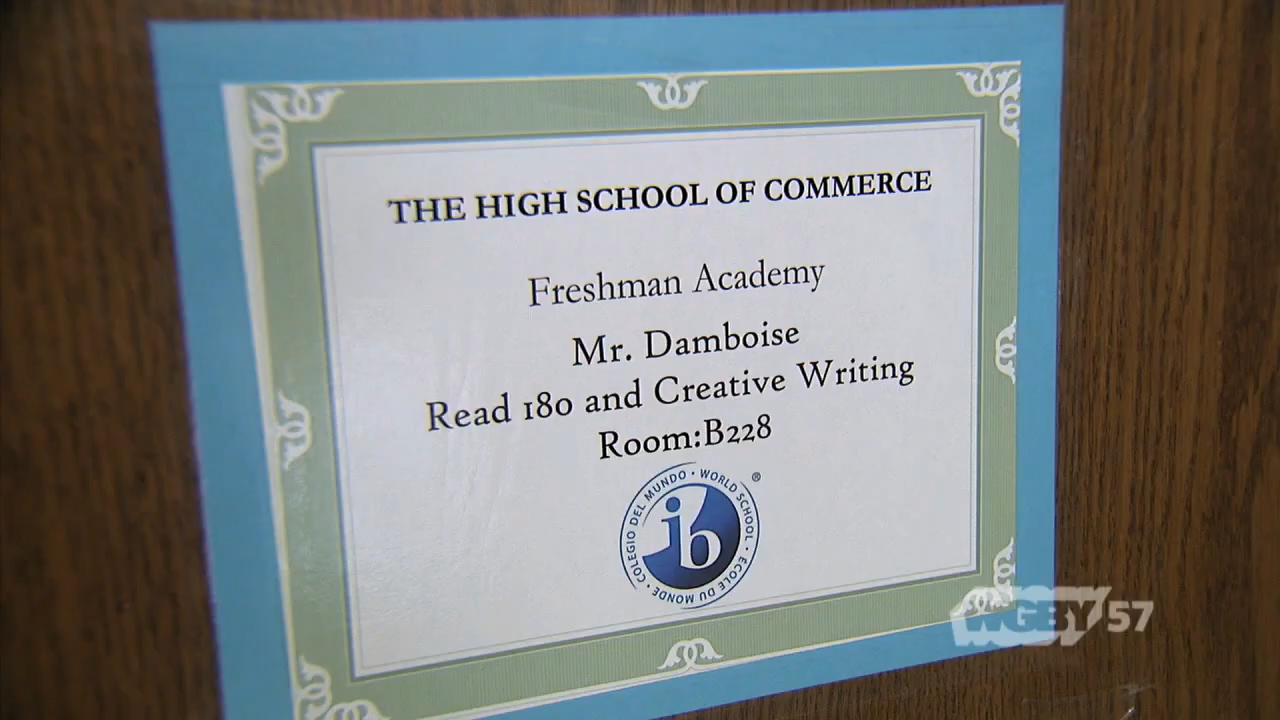 THE HIGH SCHOOL OF COMMERCE
Freshman Academy
Mr. Damboise
Read 180 and Creative Writing
Room:B228
COLEGIO DEL MUNDO • WORLD SCHOOL • ÉCOLE DU MONDE •
®
ib
WGBY 57